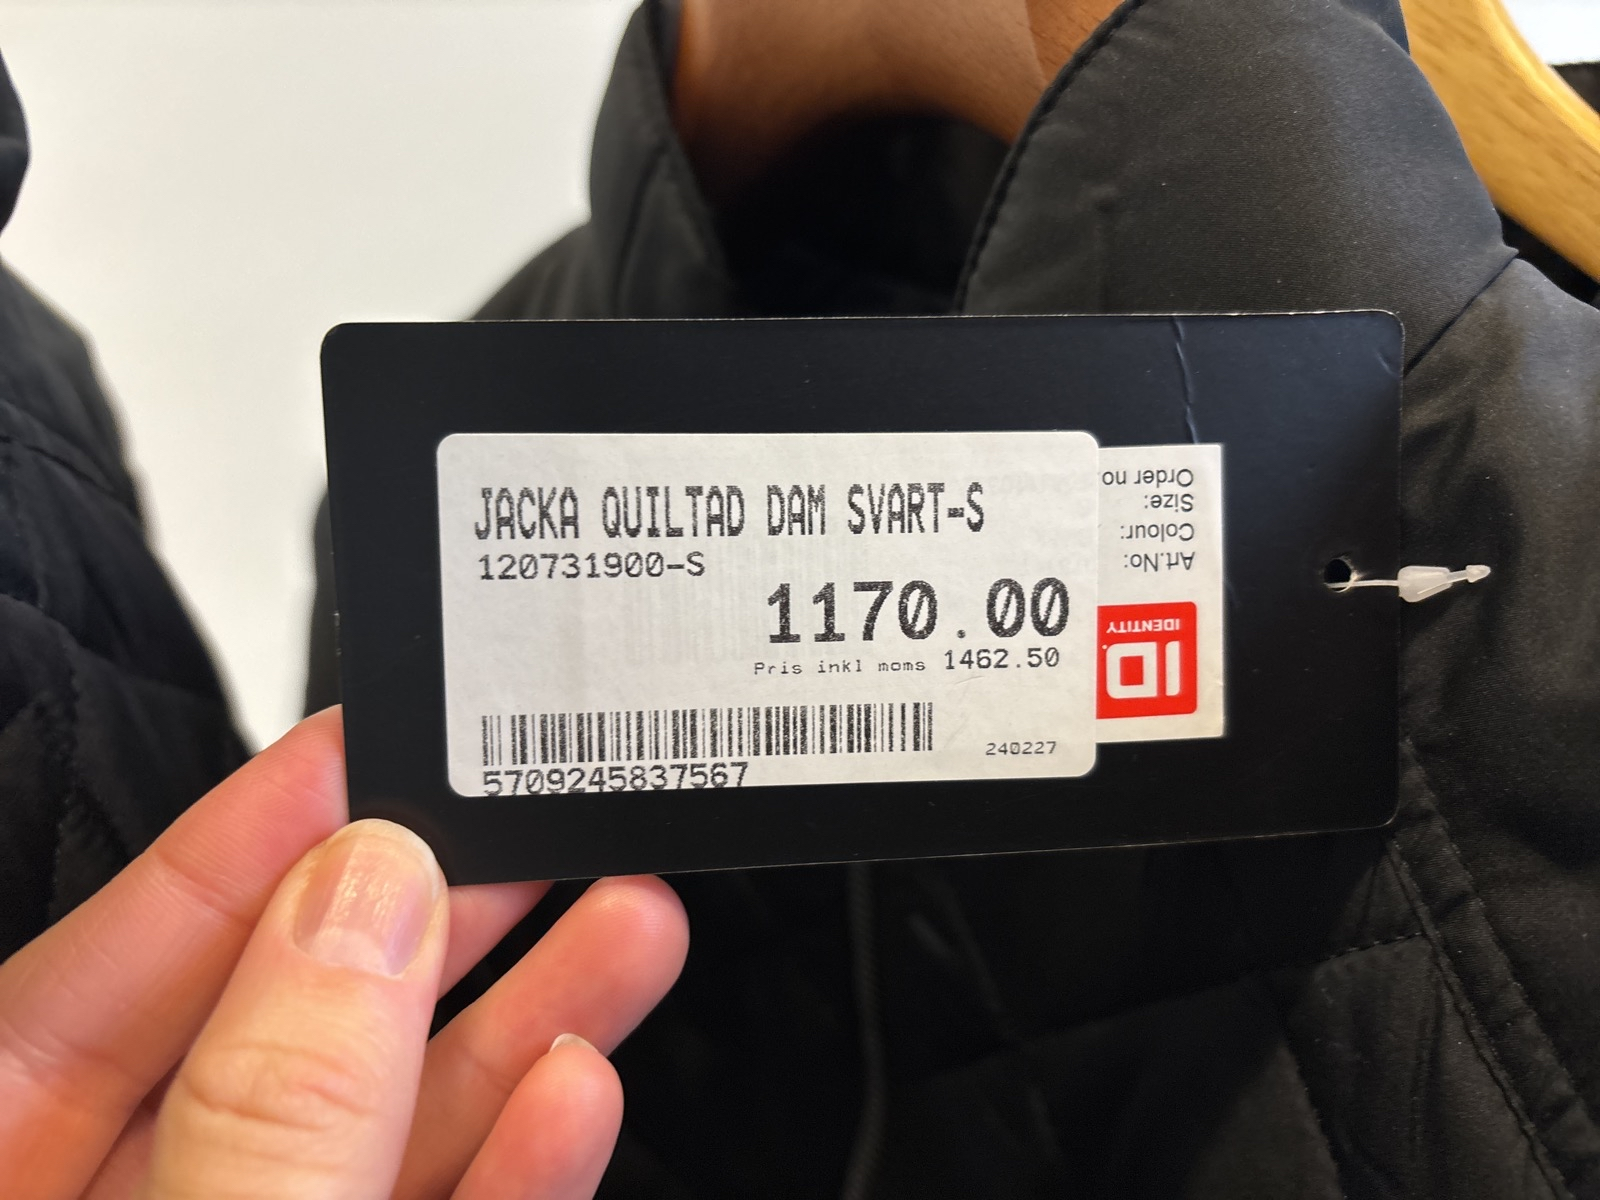 JACKA QUILTAD DAM SVART-S
120731900-S
1170.00
Pris inkl moms 1462.50
240227
5709245837567
ID
IDENTITY
Art.No:
Colour:
Size:
Order no